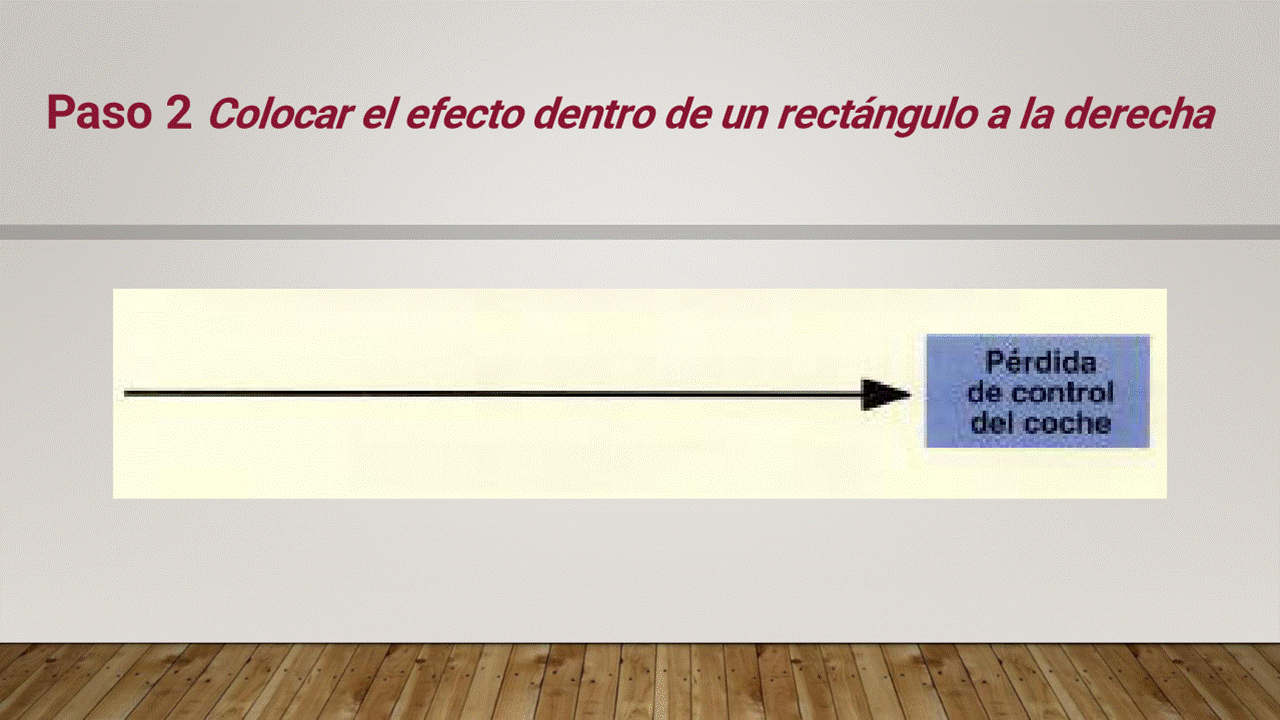 Paso 2 Colocar el efecto dentro de un rectángulo a la derecha
Pérdida
de control
del coche